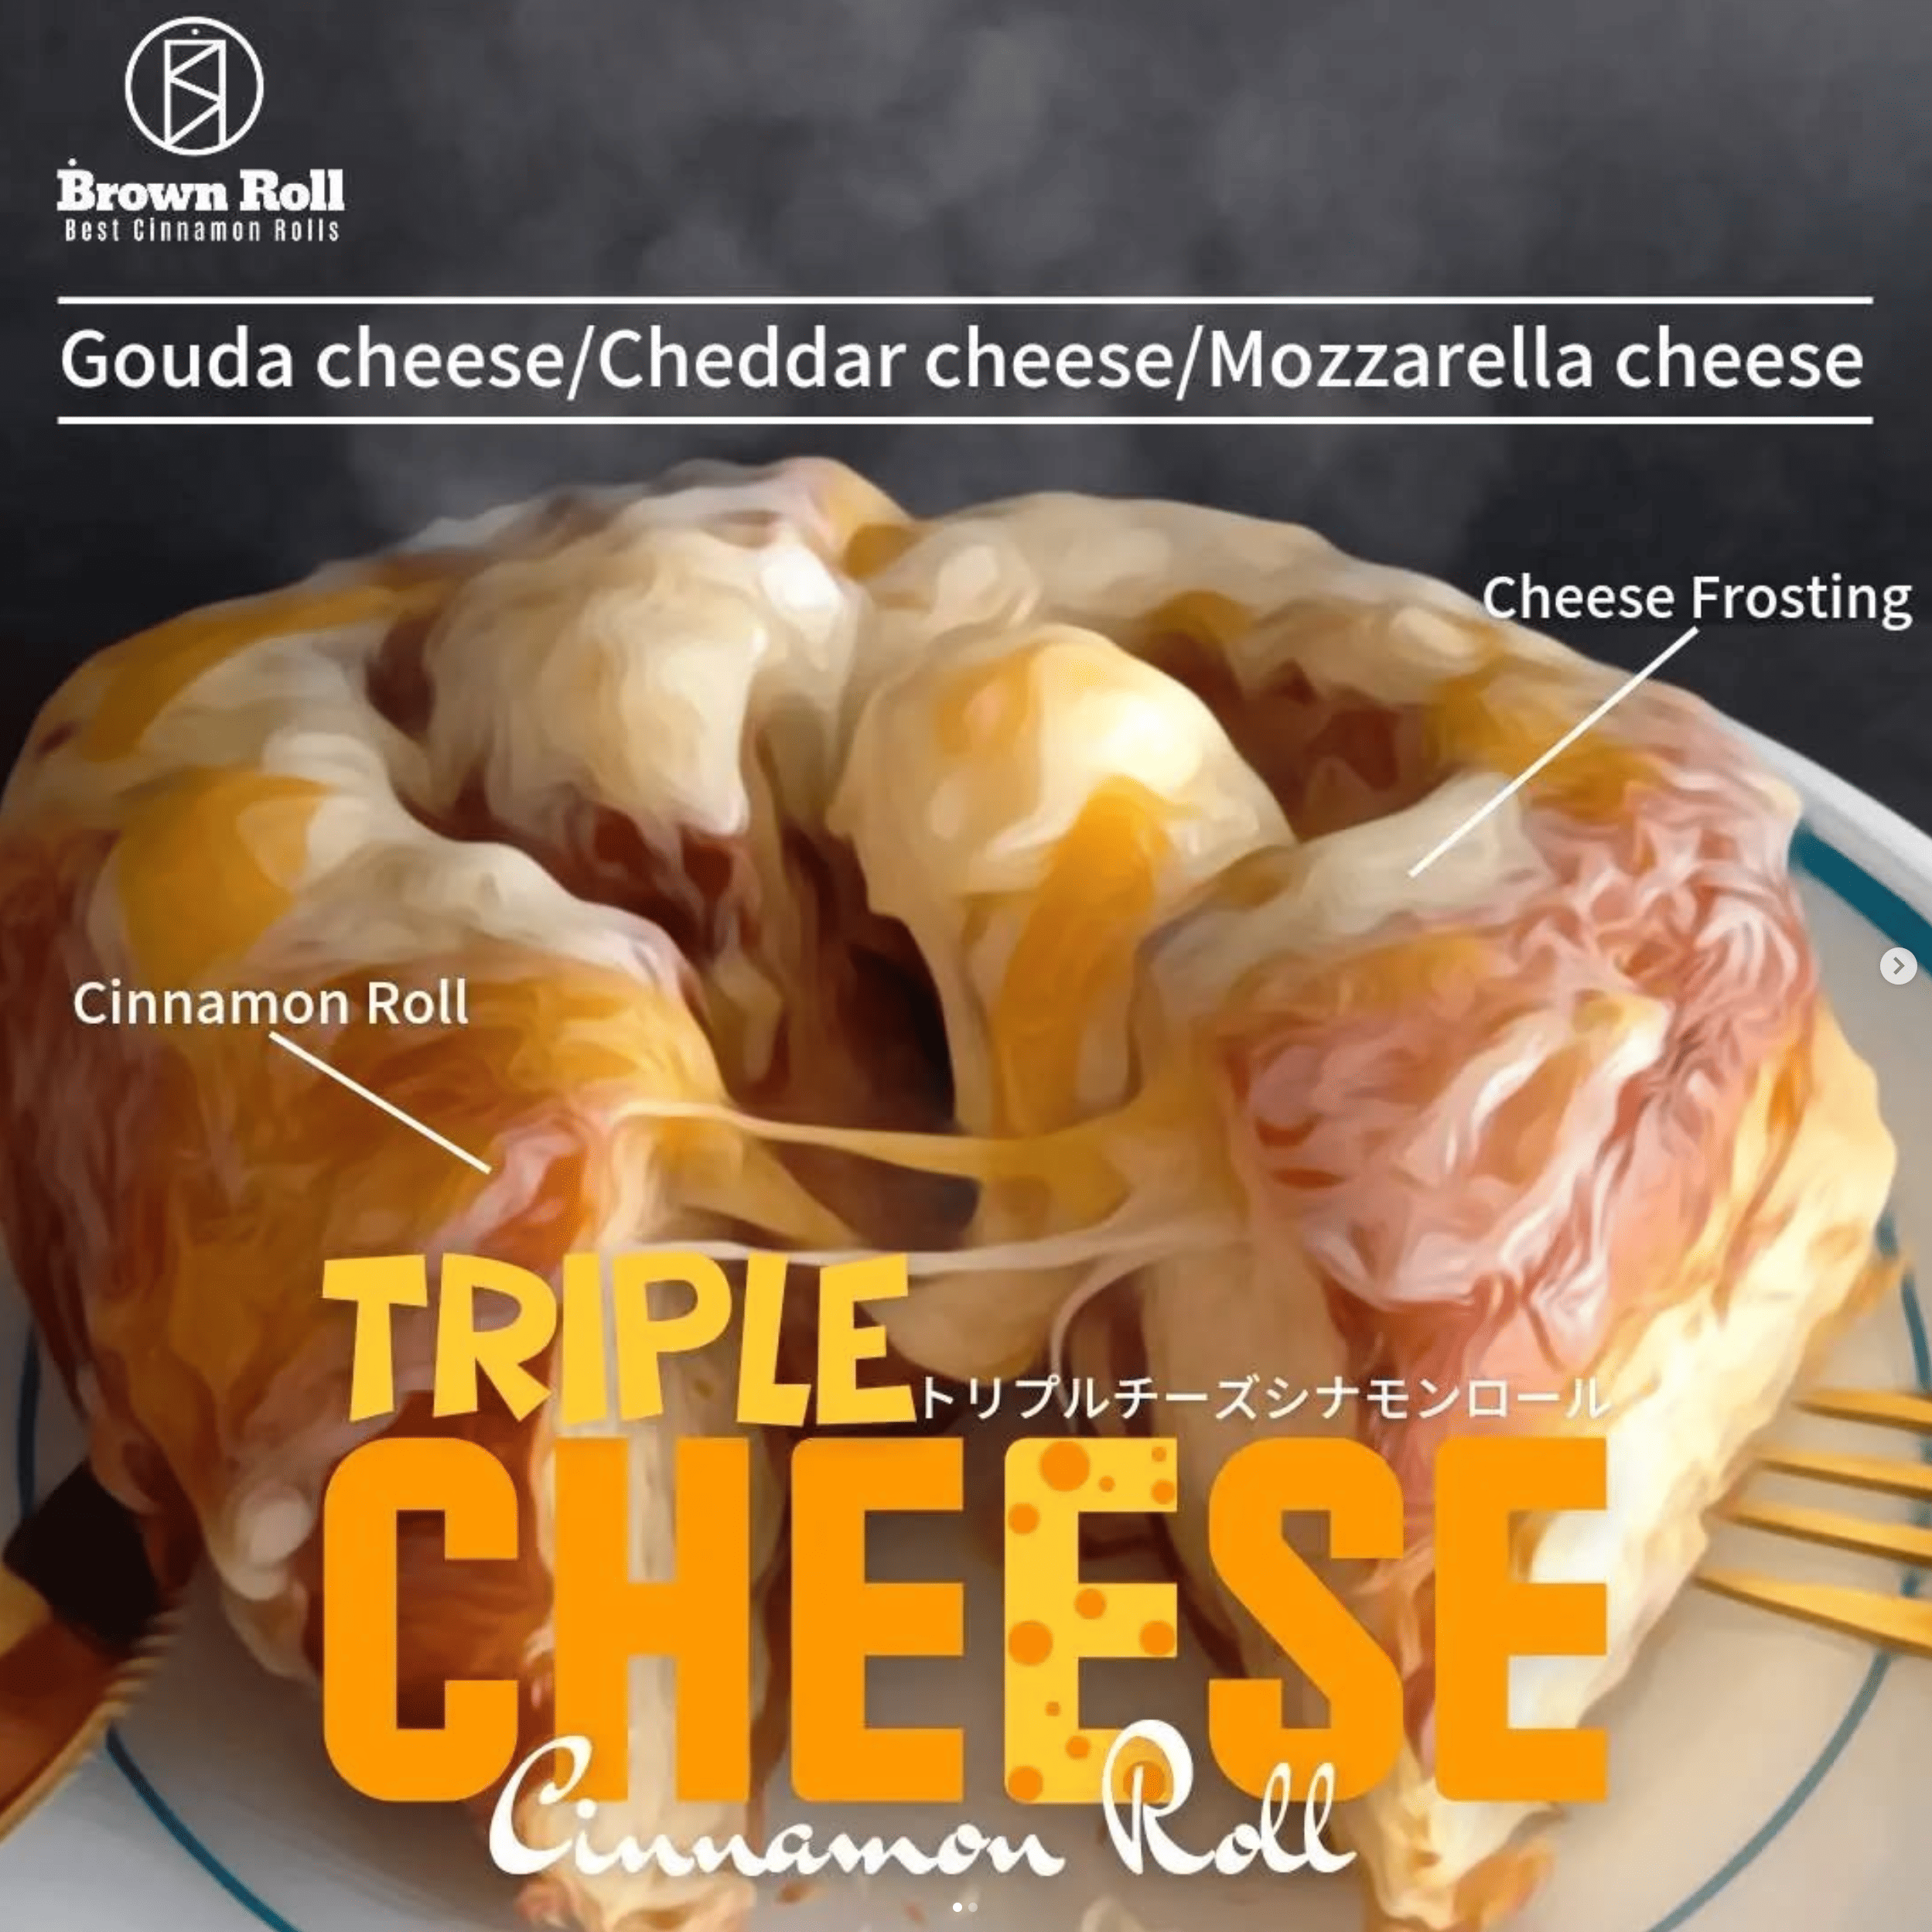 Brown Roll
Best Cinnamon Rolls
Gouda cheese/Cheddar cheese/Mozzarella cheese
Cheese Frosting
Cinnamon Roll
TRIPLE
トリプルチーズシナモンロール
CHEESE
Cinnamon Roll